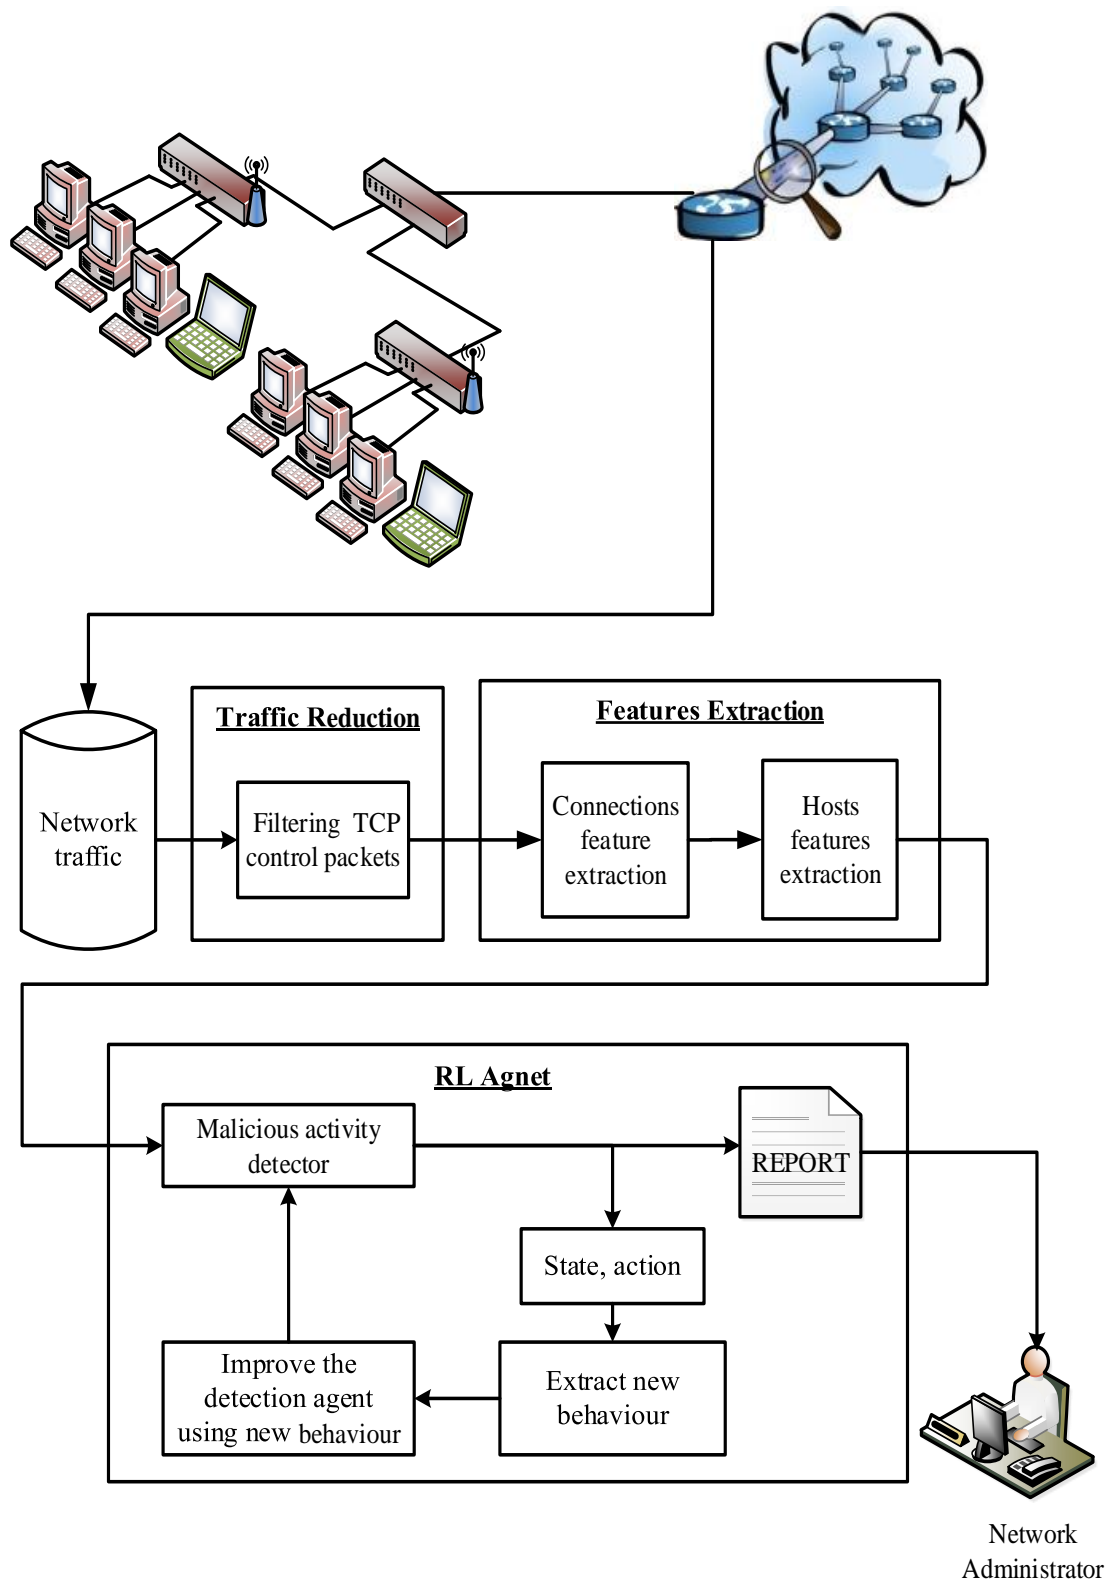 Traffic Reduction
Features Extraction
Network
traffic
Filtering TCP
control packets
Connections
feature
extraction
Hosts
features
extraction
RL Agnet
Malicious activity
detector
REPORT
State, action
Improve the
detection agent
using new behaviour
Extract new
behaviour
Network
Administrator